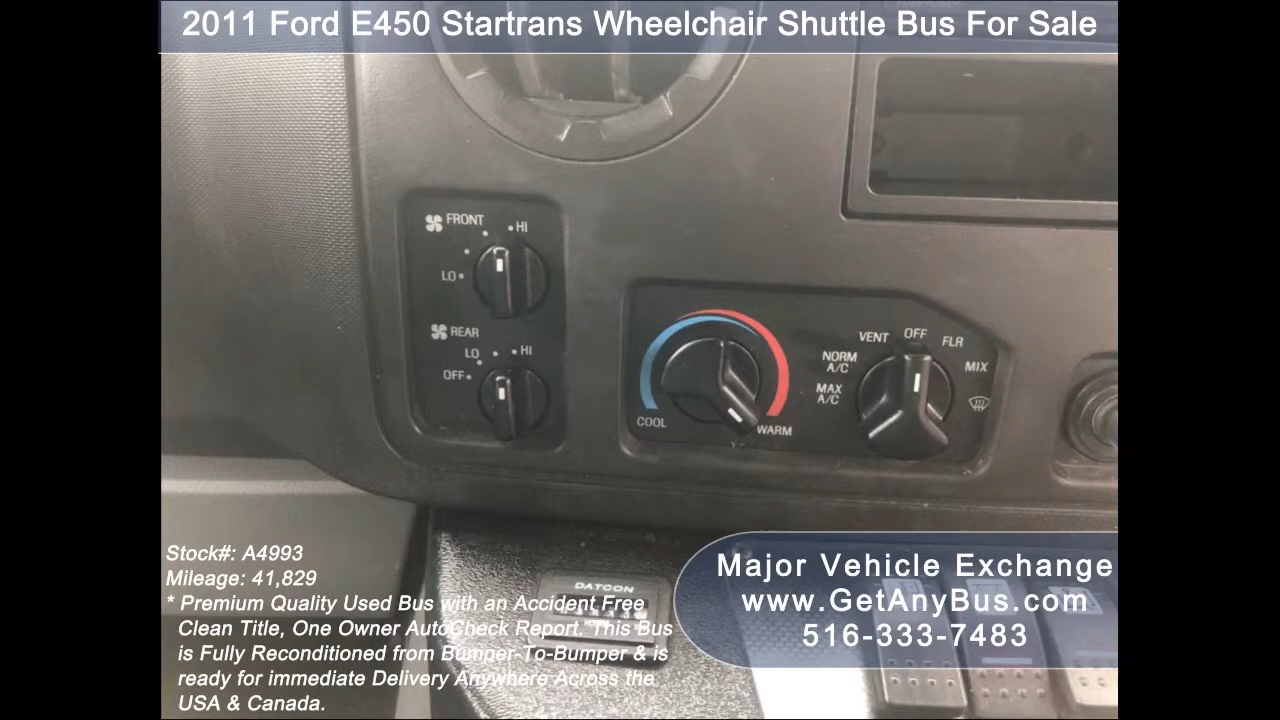 2011 Ford E450 Startrans Wheelchair Shuttle Bus For Sale
FRONT
HI
LO
REAR
LO
HI
OFF
COOL
WARM
MAX
A/C
NORM
A/C
VENT
OFF
FLR
MIX
DATCON
Stock#: A4993
Mileage: 41,829
* Premium Quality Used Bus with an Accident Free
Clean Title, One Owner AutoCheck Report. This Bus
is Fully Reconditioned from Bumper-To-Bumper & is
ready for immediate Delivery Anywhere Across the
USA & Canada.
Major Vehicle Exchange
www.GetAnyBus.com
516-333-7483